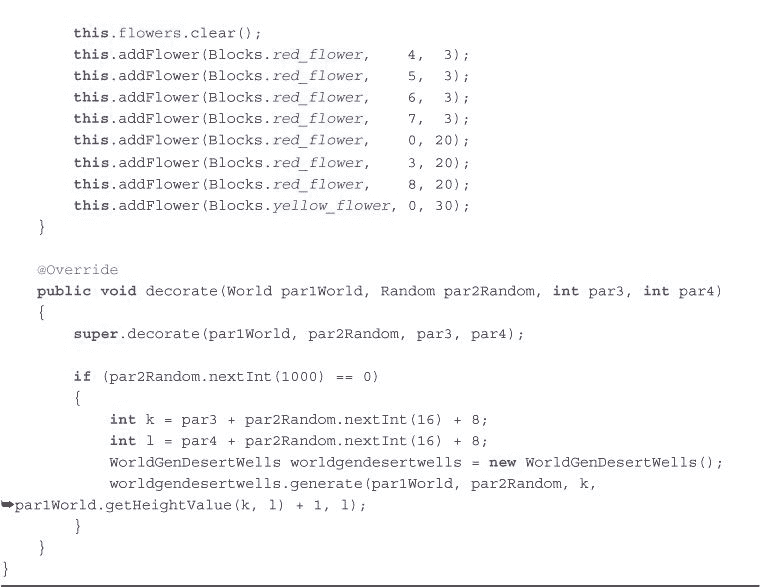 this.flowers.clear();
        this.addFlower(Blocks.red_flower,    4,  3);
        this.addFlower(Blocks.red_flower,    5,  3);
        this.addFlower(Blocks.red_flower,    6,  3);
        this.addFlower(Blocks.red_flower,    7,  3);
        this.addFlower(Blocks.red_flower,    0, 20);
        this.addFlower(Blocks.red_flower,    3, 20);
        this.addFlower(Blocks.red_flower,    8, 20);
        this.addFlower(Blocks.yellow_flower, 0, 30);
    }

    @Override
    public void decorate(World par1World, Random par2Random, int par3, int par4)
    {
        super.decorate(par1World, par2Random, par3, par4);

        if (par2Random.nextInt(1000) == 0)
        {
            int k = par3 + par2Random.nextInt(16) + 8;
            int l = par4 + par2Random.nextInt(16) + 8;
            WorldGenDesertWells worldgendesertwells = new WorldGenDesertWells();
            worldgendesertwells.generate(par1World, par2Random, k,
➥par1World.getHeightValue(k, l) + 1, l);
        }
    }
}